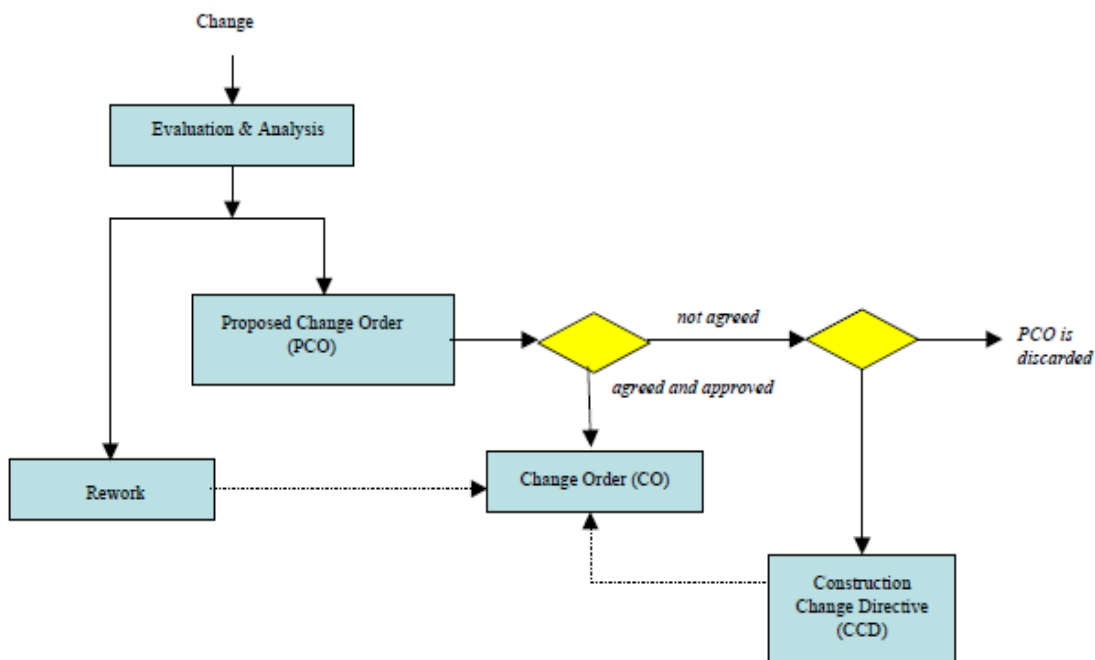 Change
Evaluation & Analysis
Proposed Change Order
(PCO)
not agreed
PCO is
discarded
agreed and approved
Rework
Change Order (CO)
Construction
Change Directive
(CCD)